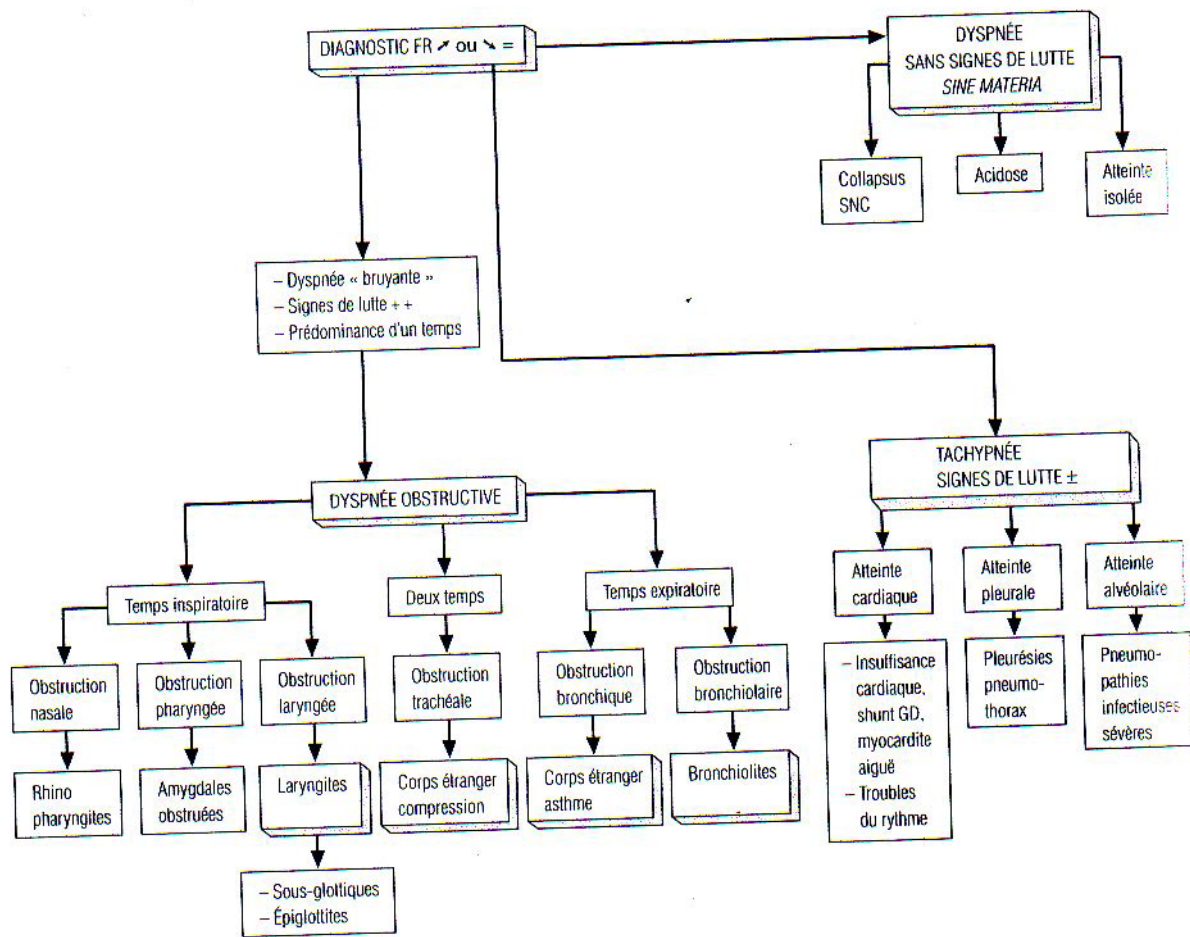 DIAGNOSTIC FR ↗ ou ↘ =
DYSPNÉE
SANS SIGNES DE LUTTE
SINE MATERIA
Collapsus
SNC
Acidose
Atteinte
isolée
– Dyspnée « bruyante »
– Signes de lutte + +
– Prédominance d'un temps
DYSPNÉE OBSTRUCTIVE
TACHYPNÉE
SIGNES DE LUTTE ±
Temps inspiratoire
Deux temps
Temps expiratoire
Atteinte
cardiaque
Atteinte
pleurale
Atteinte
alvéolaire
Obstruction
nasale
Obstruction
pharyngée
Obstruction
laryngée
Obstruction
trachéale
Obstruction
bronchique
Obstruction
bronchiolaire
– Insuffisance
cardiaque,
shunt GD,
myocardite
aiguë
– Troubles
du rythme
Pleurésies
pneumo-
thorax
Pneumo-
pathies
infectieuses
sévères
Rhino
pharyngites
Amygdales
obstruées
Laryngites
Corps étranger
compression
Corps étranger
asthme
Bronchiolites
– Sous-glottiques
– Épiglottites